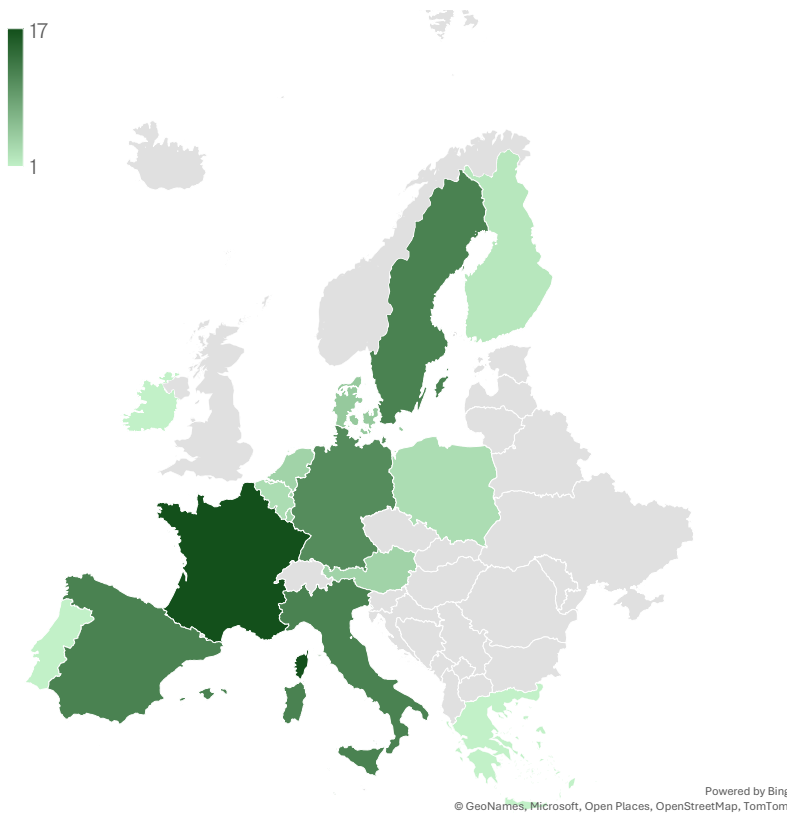 17
1
Powered by Bing
© GeoNames, Microsoft, Open Places, OpenStreetMap, TomTom